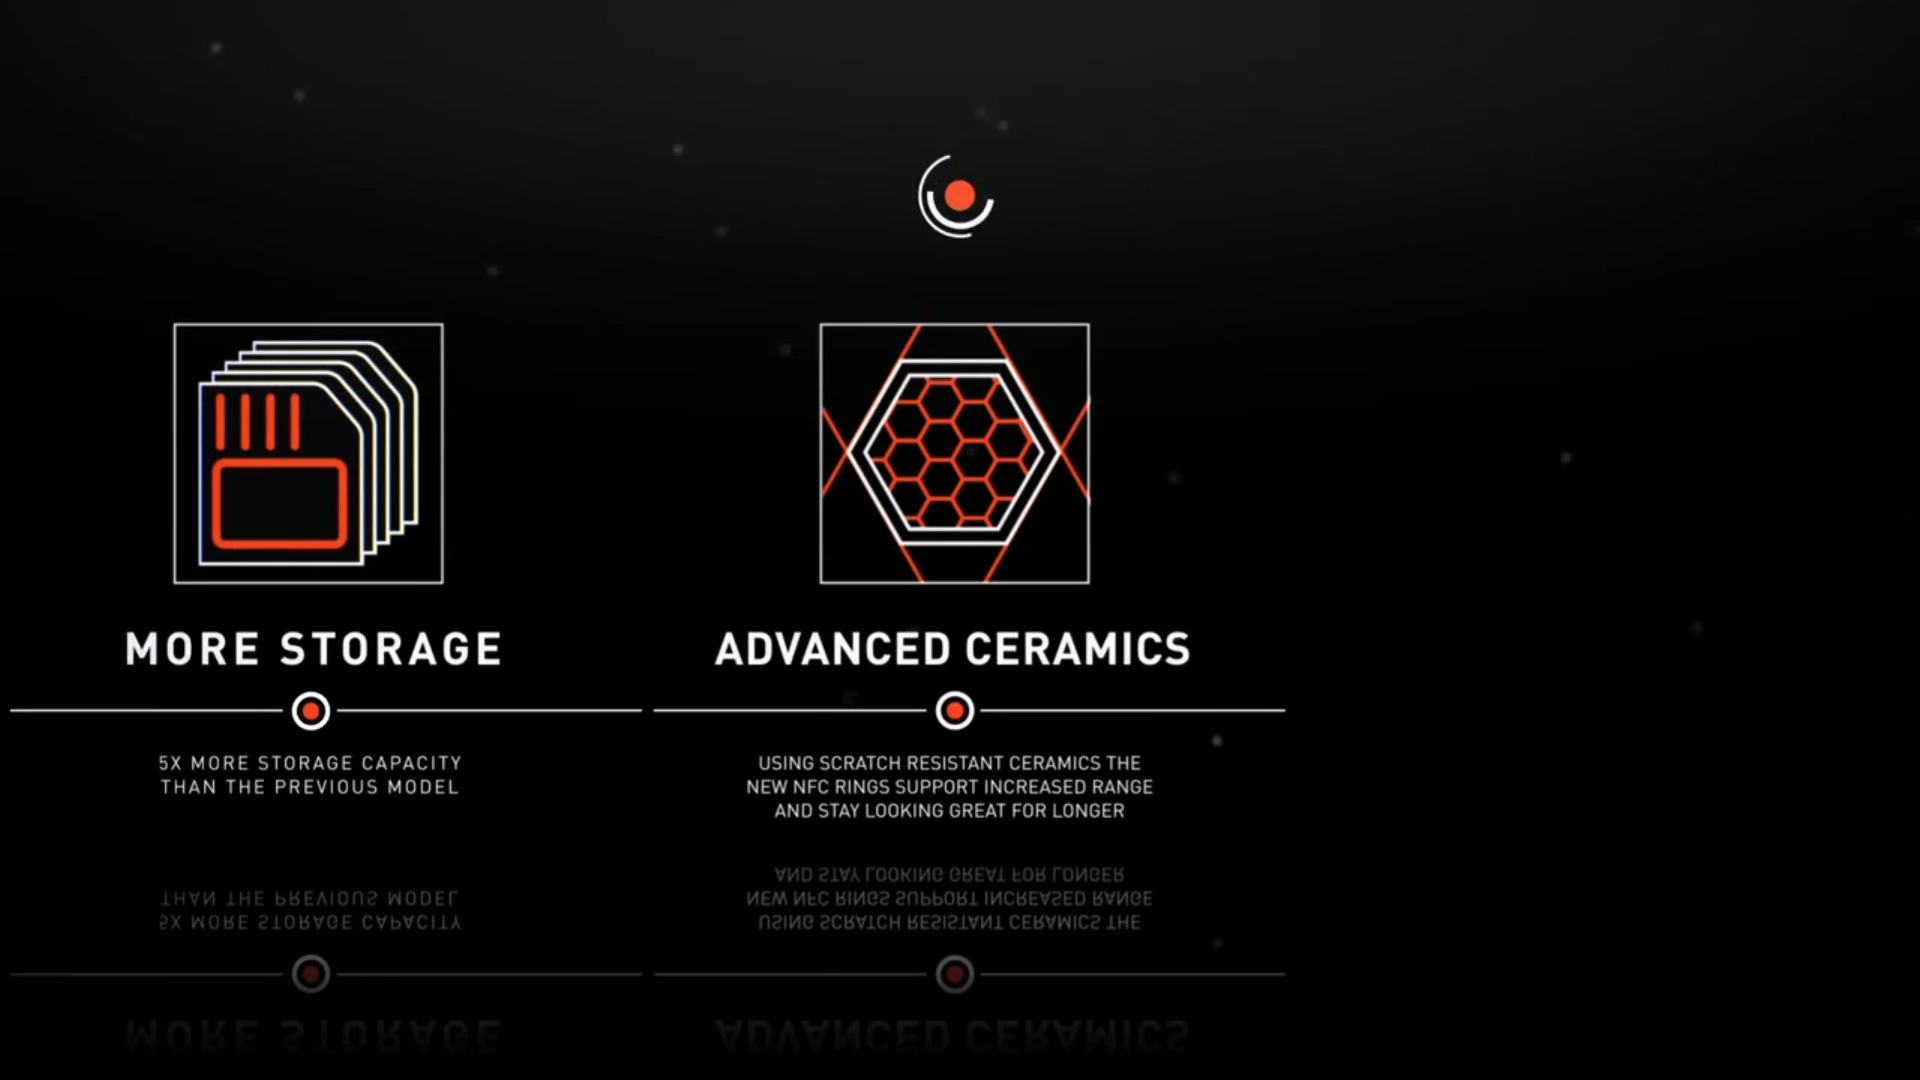 MORE STORAGE
5X MORE STORAGE CAPACITY
THAN THE PREVIOUS MODEL
ADVANCED CERAMICS
USING SCRATCH RESISTANT CERAMICS THE
NEW NFC RINGS SUPPORT INCREASED RANGE
AND STAY LOOKING GREAT FOR LONGER